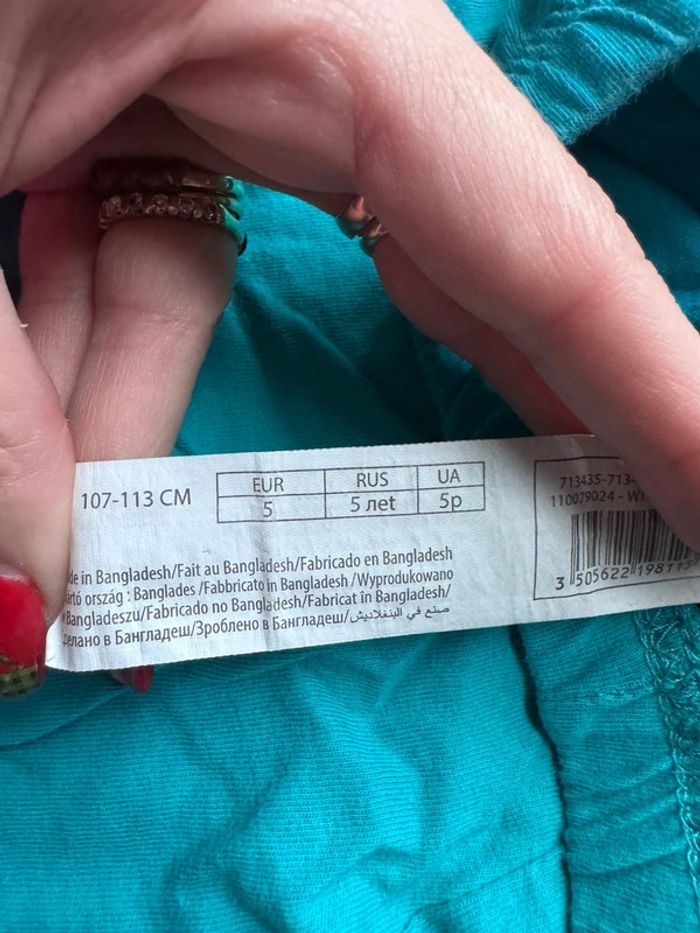 107-113 CM
EUR RUS UA
5 5 лет 5р
713435-713
110079024 - W
3 505622 19811
de in Bangladesh/Fait au Bangladesh/Fabricado en Bangladesh
ártó ország : Banglades /Fabbricato in Bangladesh /Wyprodukowano
Bangladeszu/Fabricado no Bangladesh/Fabricat în Bangladesh/
делано в Бангладеш/Зроблено в Бангладеш/صنع في البنغلاديش